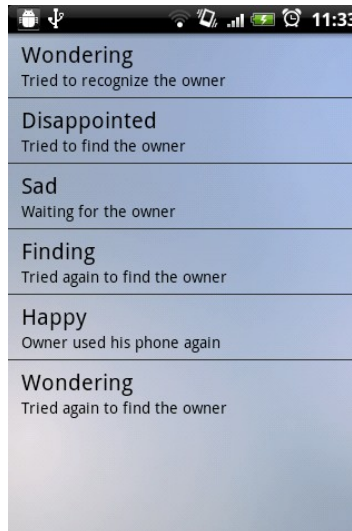 11:33
Wondering
Tried to recognize the owner
Disappointed
Tried to find the owner
Sad
Waiting for the owner
Finding
Tried again to find the owner
Happy
Owner used his phone again
Wondering
Tried again to find the owner